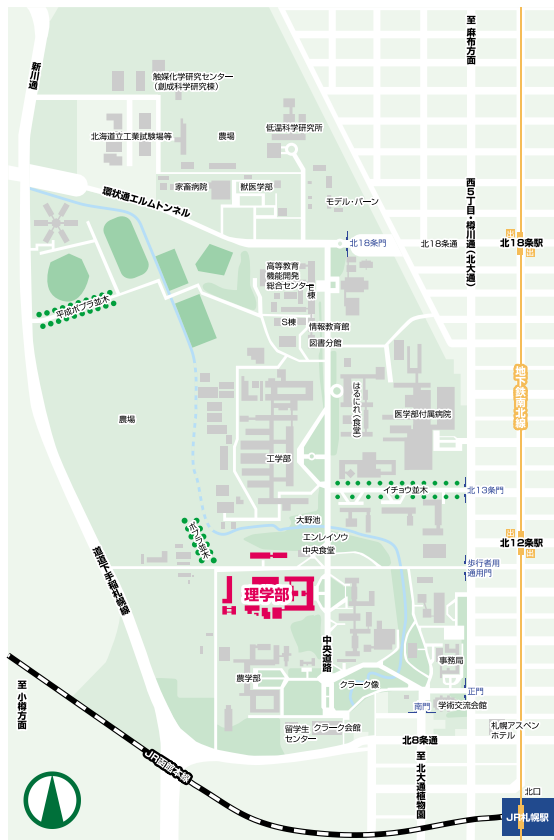 至 麻布方面
新川通
触媒化学研究センター
(創成科学研究棟)
低温科学研究所
北海道立工業試験場等
農場
家畜病院
獣医学部
環状通エルムトンネル
モデル・バーン
西5丁目・樽川通(北大通)
北18条門
北18条通
北18条駅
高等教育
機能開発
総合センター
E棟
平成ポプラ並木
S棟
情報教育館
図書分館
地下鉄南北線
はるにれ(食堂)
医学部付属病院
農場
工学部
イチョウ並木
北13条門
大野池
ポプラ並木
エンレイソウ
中央食堂
北12条駅
道道下手稲札幌線
歩行者用
通用門
理学部
中央道路
事務局
至 小樽方面
農学部
クラーク像
正門
南門
学術交流会館
留学生
センター
クラーク会館
札幌アスペン
ホテル
北8条通
JR函館本線
至 北大植物園
北口
JR札幌駅